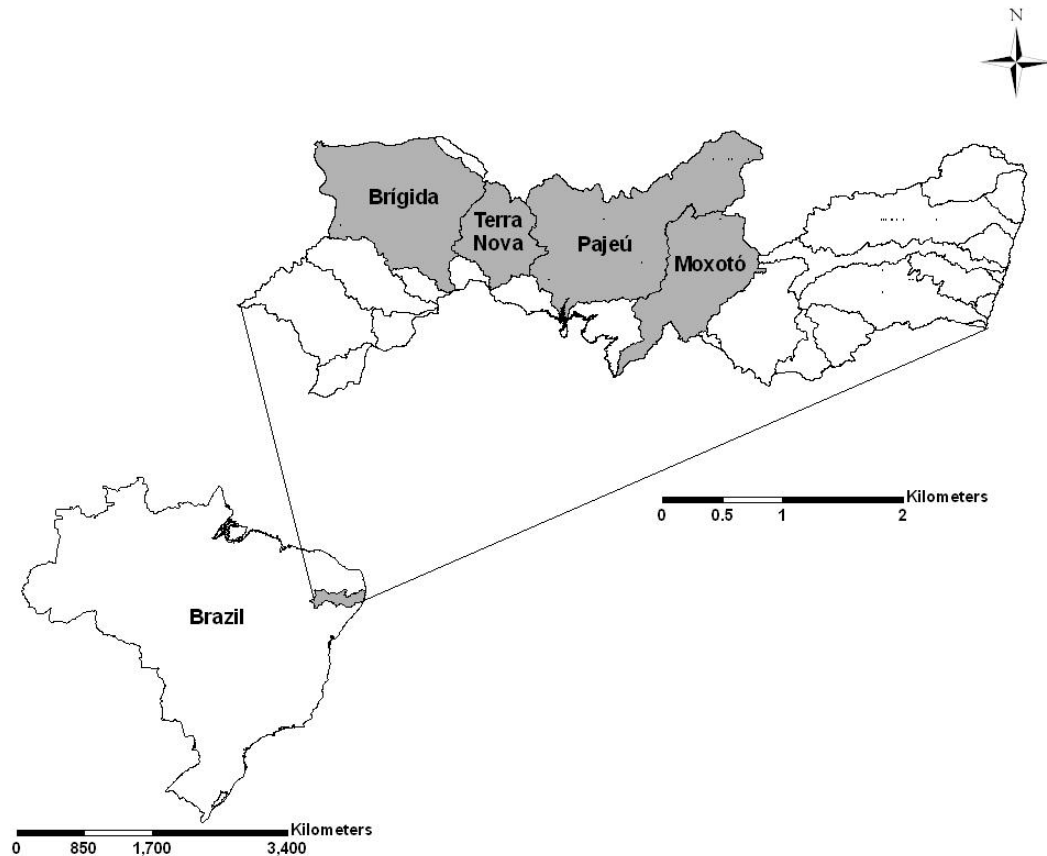 N
Brígida
Terra
Nova
Pajeú
Moxotó
Kilometers
0 0.5 1 2
Brazil
Kilometers
0 850 1,700 3,400